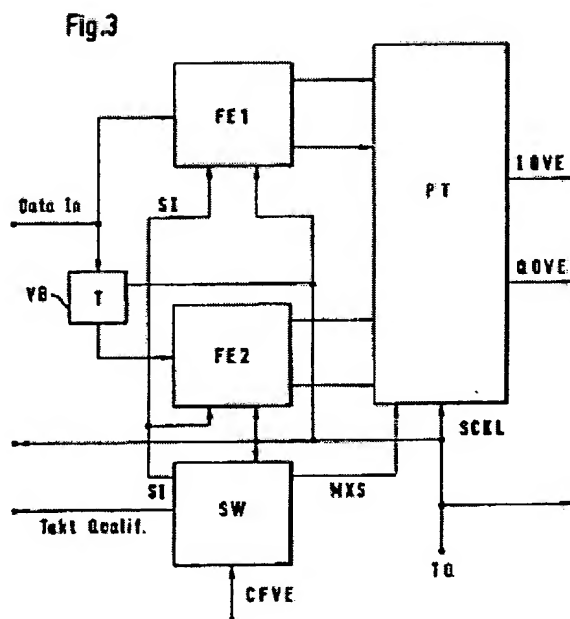 Fig.3
FE1
PT
IOVE
SI
Data In
QOVE
VB
T
FE2
SCKL
SI
MXS
SW
Takt Qualif.
TQ
CFVE